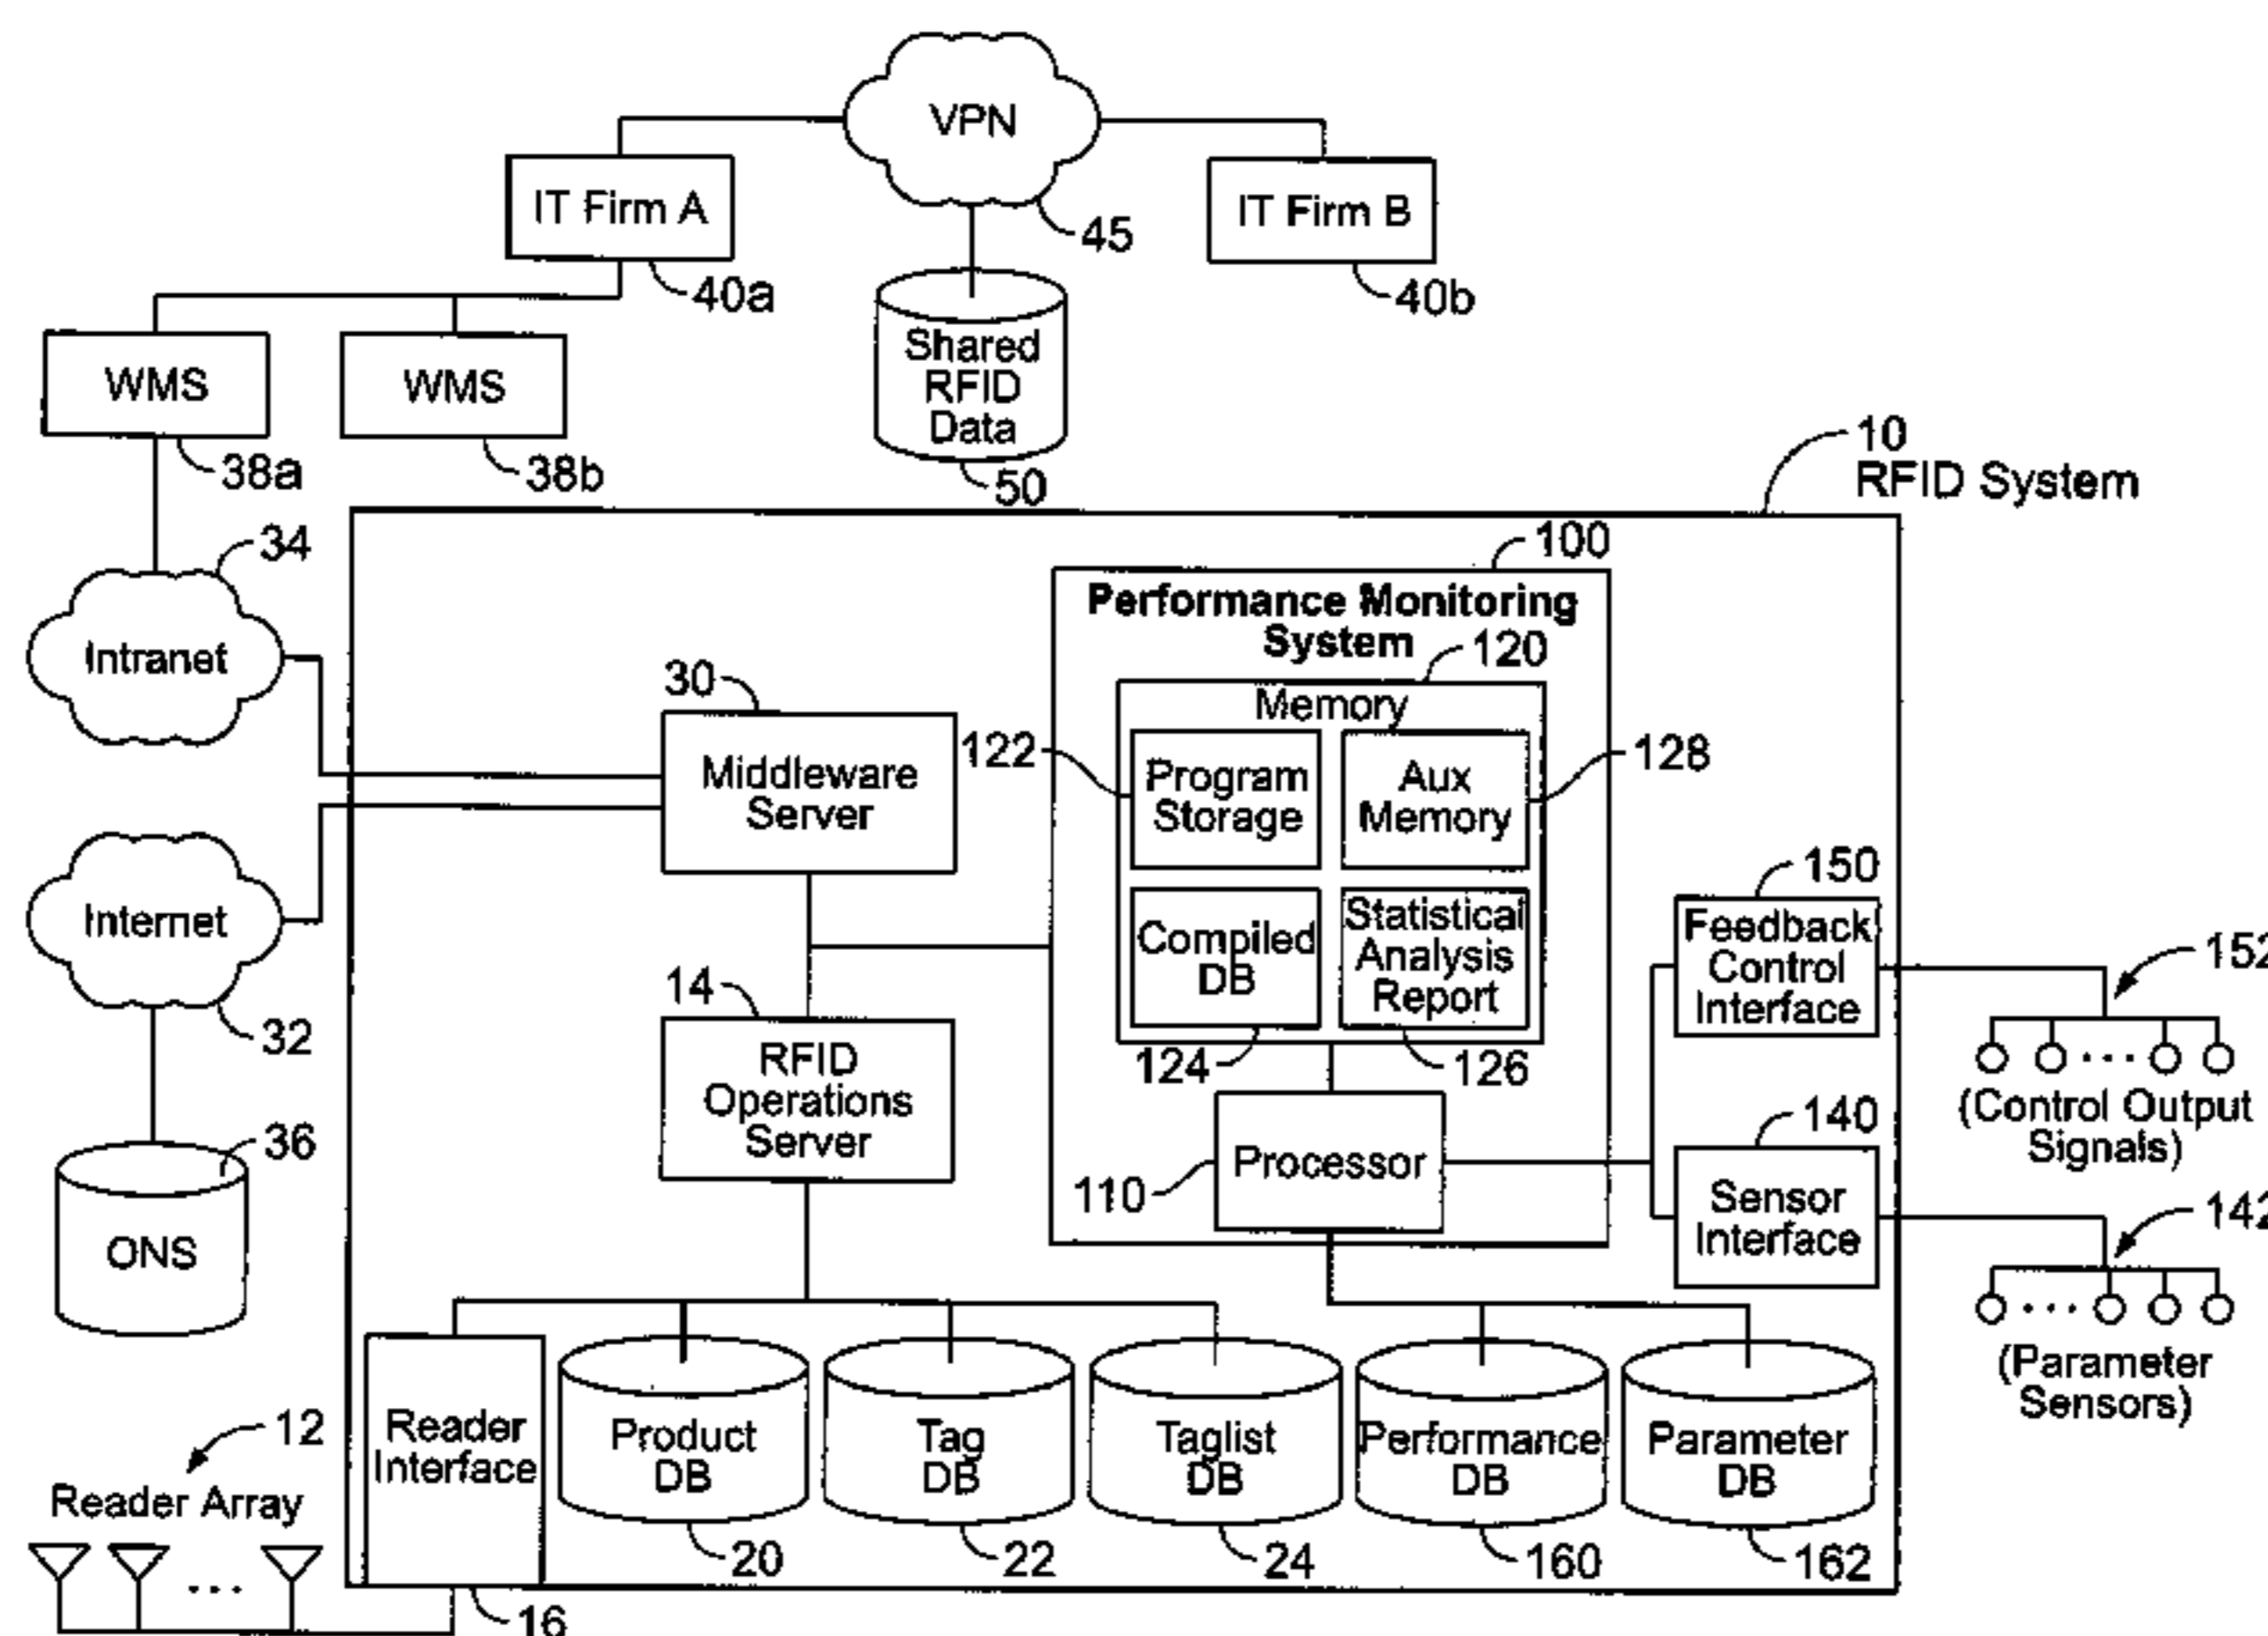 VPN
IT Firm A
IT Firm B
45
40a
40b
Shared
RFID
Data
WMS
WMS
38a
38b
50
10
RFID System
34
100
Performance Monitoring
System
120
Intranet
30
Memory
122
128
Middleware
Server
Program
Storage
Aux
Memory
150
Internet
Compiled
DB
Statistical
Analysis
Report
Feedback
Control
Interface
152
14
32
124
126
RFID
Operations
Server
(Control Output
Signals)
36
140
110
Processor
Sensor
Interface
142
ONS
(Parameter
Sensors)
12
Reader Array
Reader
Interface
Product
DB
Tag
DB
Taglist
DB
Performance
DB
Parameter
DB
...
16
20
22
24
160
162